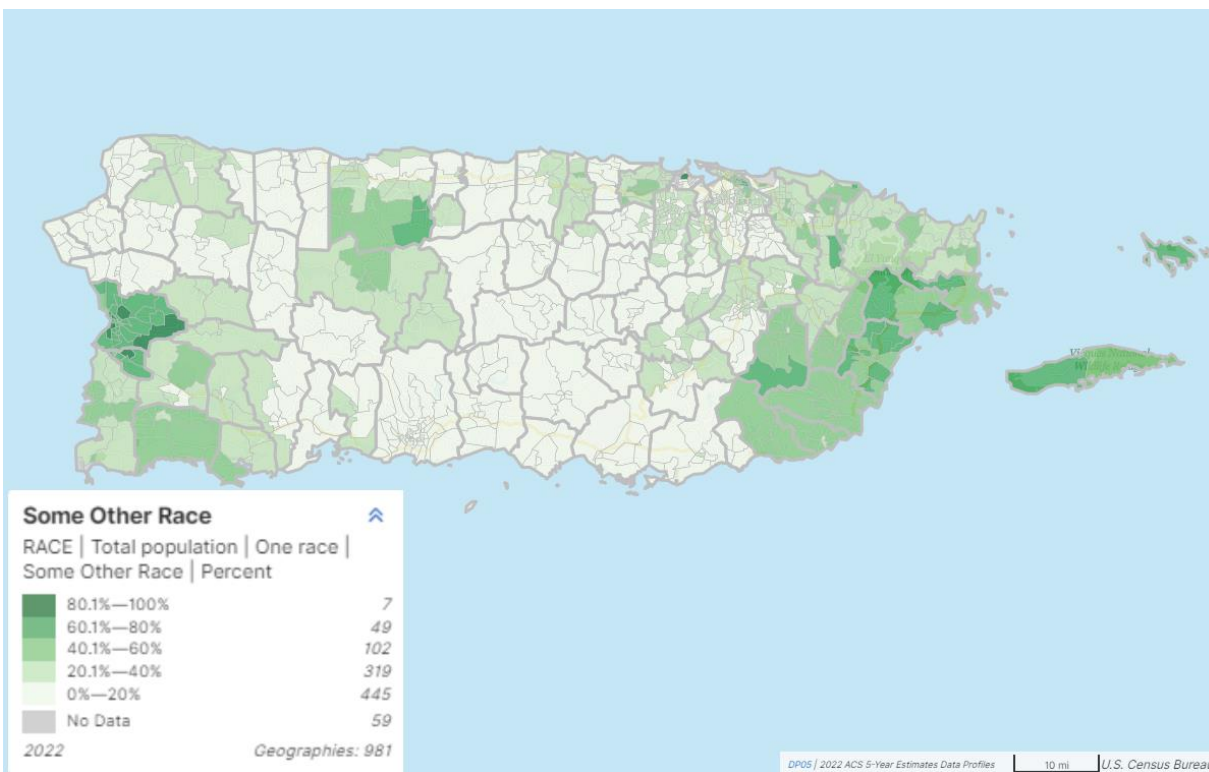 Some Other Race
RACE | Total population | One race |
Some Other Race | Percent
80.1%—100% 7
60.1%—80% 49
40.1%—60% 102
20.1%—40% 319
0%—20% 445
No Data 59
2022 Geographies: 981
DP05 | 2022 ACS 5-Year Estimates Data Profiles 10 mi U.S. Census Bureau